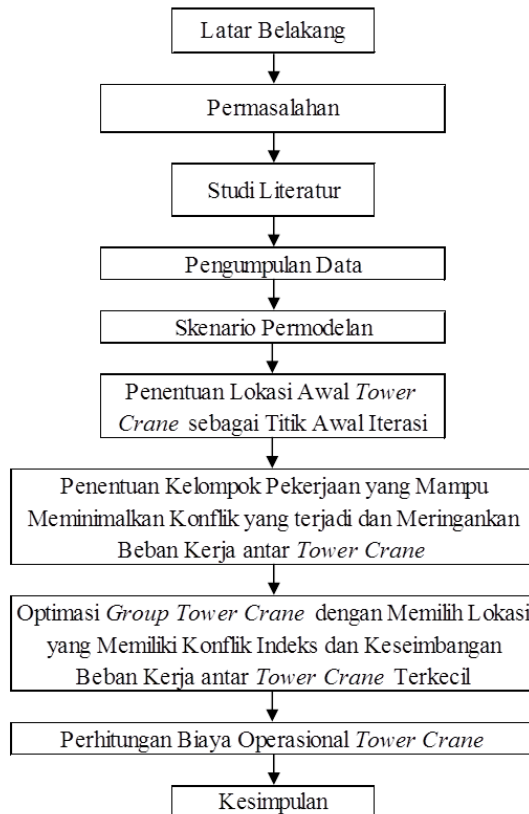 Latar Belakang
Permasalahan
Studi Literatur
Pengumpulan Data
Skenario Permodelan
Penentuan Lokasi Awal Tower
Crane sebagai Titik Awal Iterasi
Penentuan Kelompok Pekerjaan yang Mampu
Meminimalkan Konflik yang terjadi dan Meringankan
Beban Kerja antar Tower Crane
Optimasi Group Tower Crane dengan Memilih Lokasi
yang Memiliki Konflik Indeks dan Keseimbangan
Beban Kerja antar Tower Crane Terkecil
Perhitungan Biaya Operasional Tower Crane
Kesimpulan